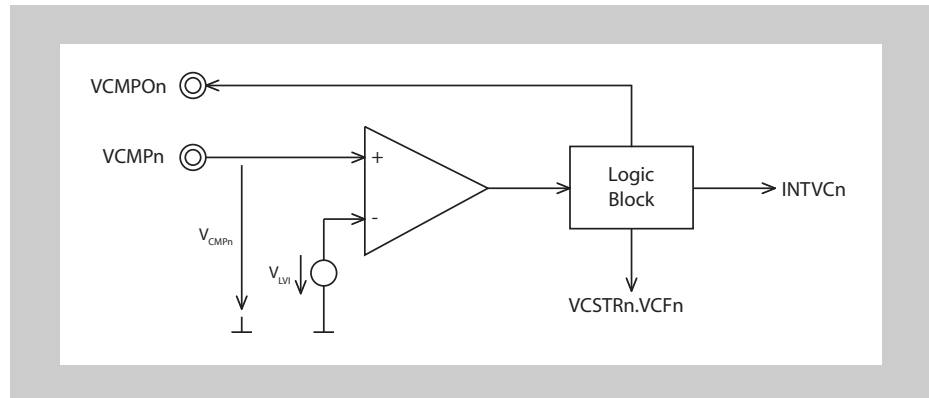 VCMPOn
VCMPn
+
Logic
Block
INTVCn
-
VCMPn
VLVI
VCSTRn.VCFn